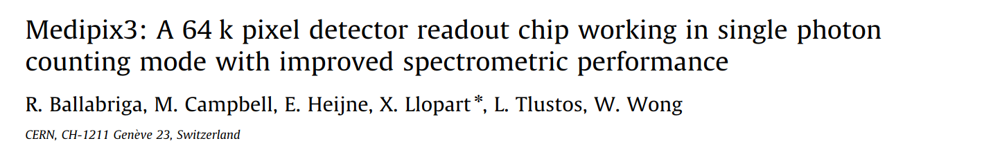 Medipix3: A 64 k pixel detector readout chip working in single photon
counting mode with improved spectrometric performance
R. Ballabriga, M. Campbell, E. Heijne, X. Llopart *, L. Tlustos, W. Wong
CERN, CH-1211 Genève 23, Switzerland